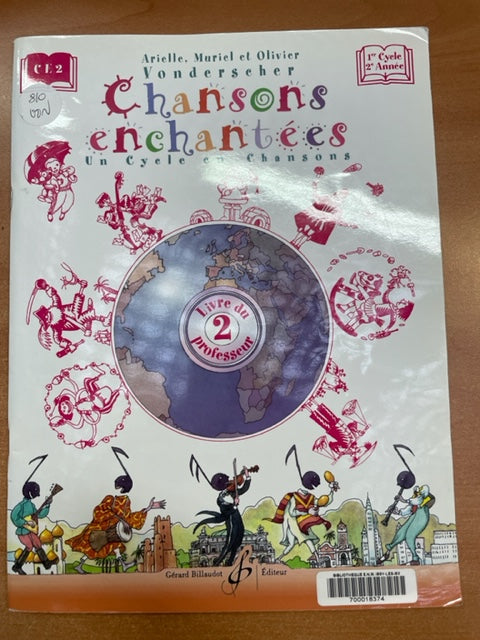 Arielle, Muriel et Olivier
Vonderscher
CE2
1er Cycle
2e Année
810
VON
Chansons
enchantées
Un Cycle en Chansons
Livre du
2
professeur
Gérard Billaudot Éditeur
700018374